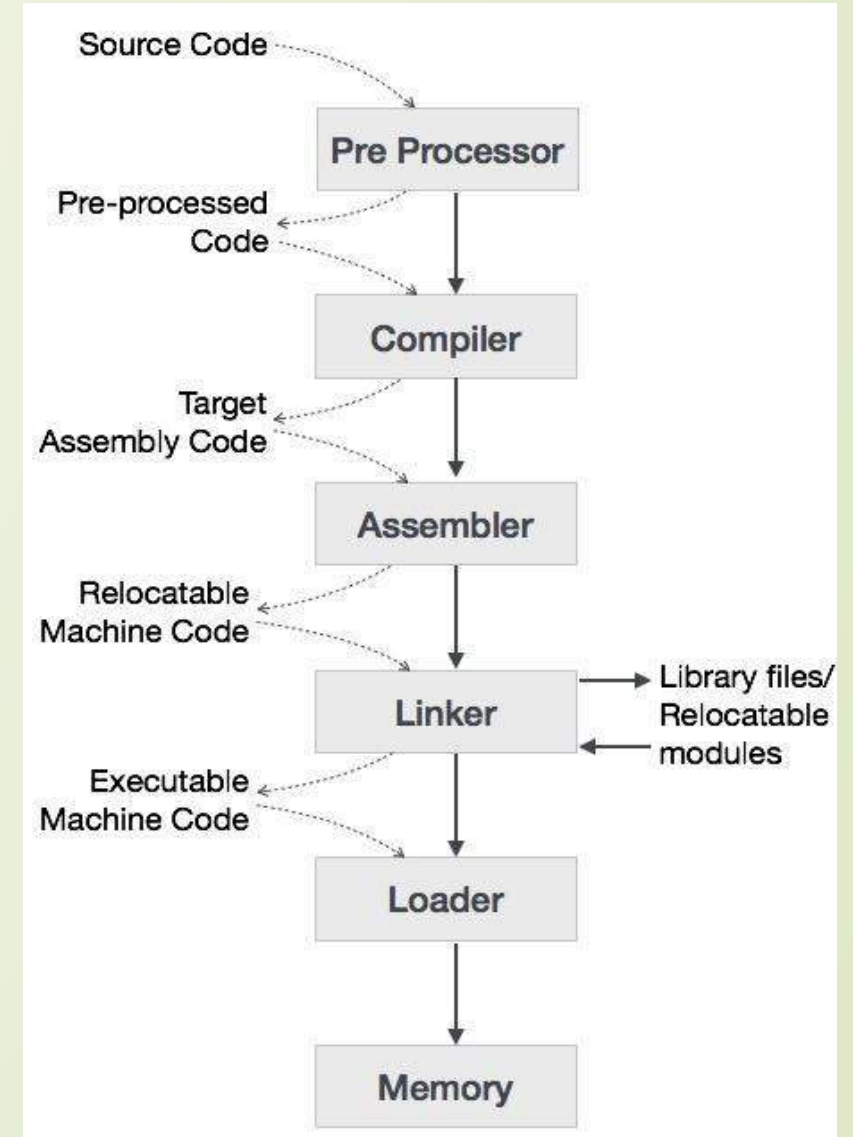 Source Code
Pre Processor
Pre-processed
Code
Compiler
Target
Assembly Code
Assembler
Relocatable
Machine Code
Linker
Library files/
Relocatable
modules
Executable
Machine Code
Loader
Memory